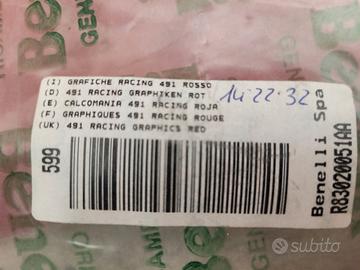 (I) GRAFICHE RACING 491 ROSSO
(D) 491 RACING GRAPHIKEN ROT
(E) CALCOMANIA 491 RACING ROJA
(F) GRAPHIQUES 491 RACING ROUGE
(UK) 491 RACING GRAPHICS RED
14-22-32
599
Benelli Spa
R83020051AA
subito